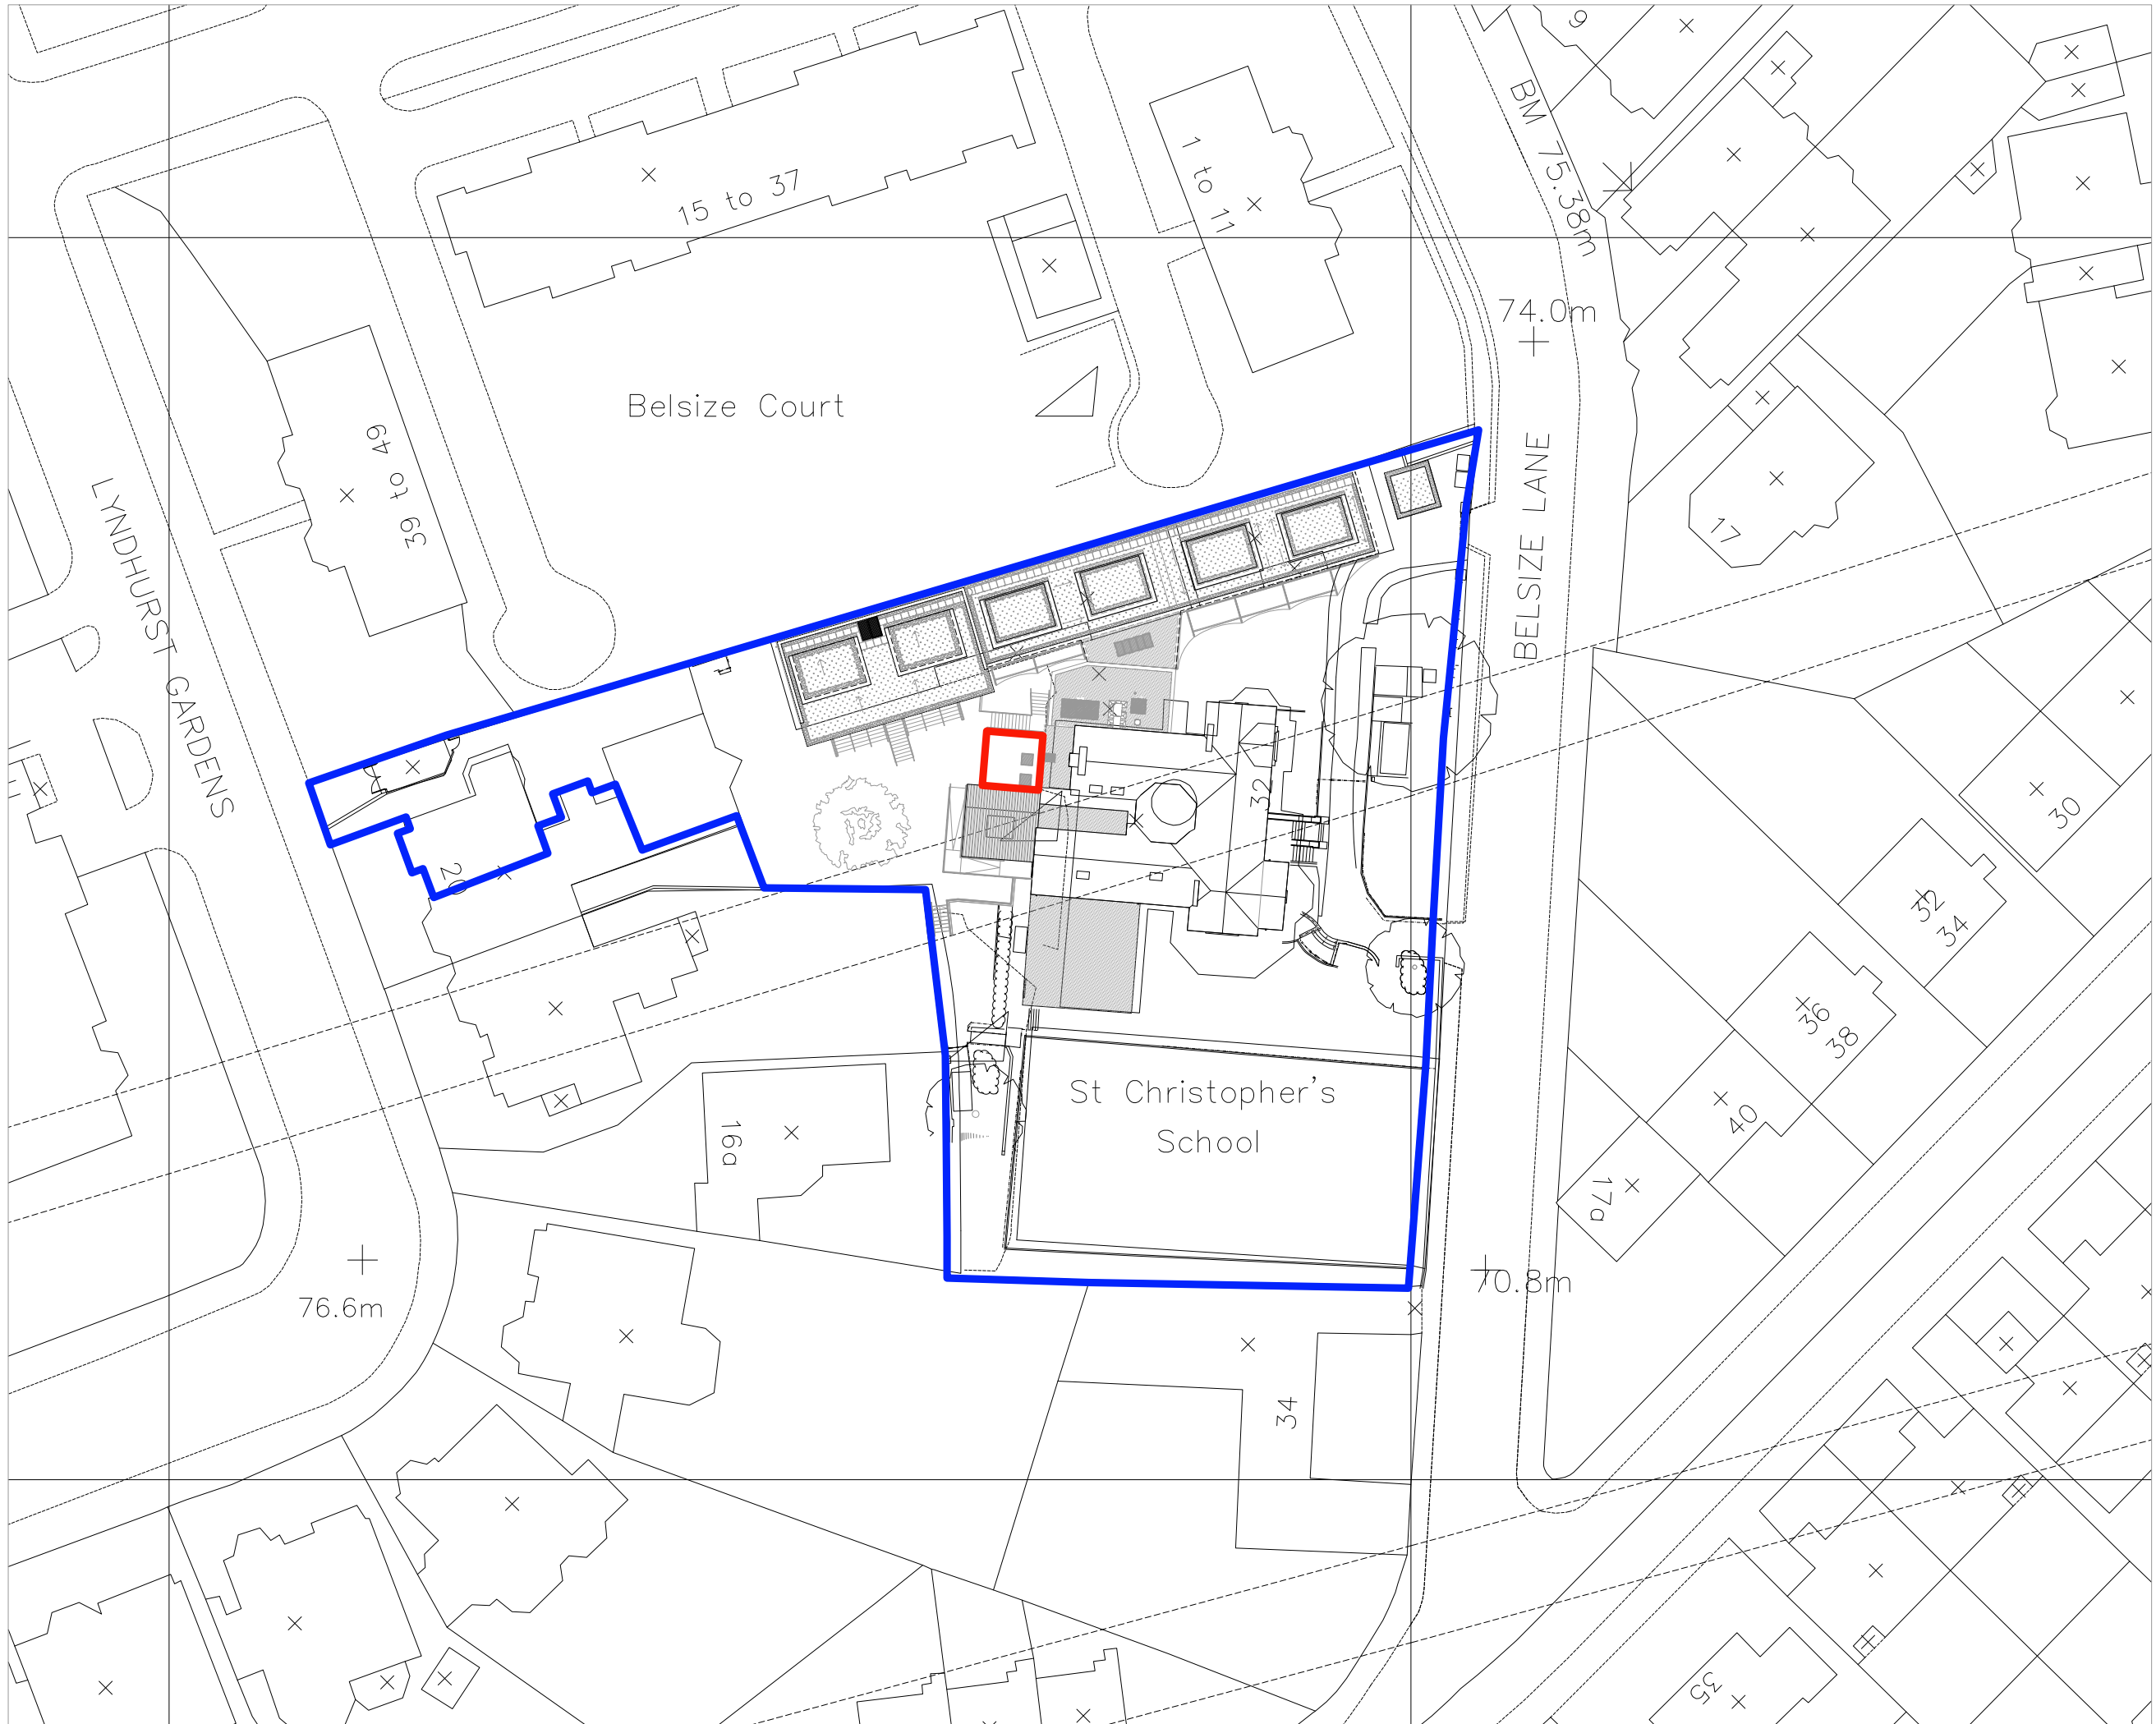 9
BM 75.38m
15 to 37
1 to 11
74.0m
Belsize Court
39 to 49
LYNDHURST GARDENS
BELSIZE LANE
17
32
30
20
32
34
36
38
St Christopher's
School
40
16a
17a
70.8m
76.6m
34
35